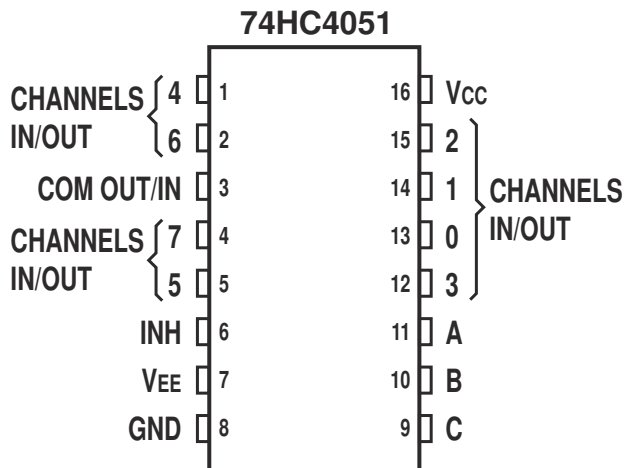 74HC4051
CHANNELS IN/OUT
4 1
6 2
COM OUT/IN 3
CHANNELS IN/OUT
7 4
5 5
INH 6
VEE 7
GND 8
16 VCC
15 2
14 1
13 0
12 3
CHANNELS IN/OUT
11 A
10 B
9 C